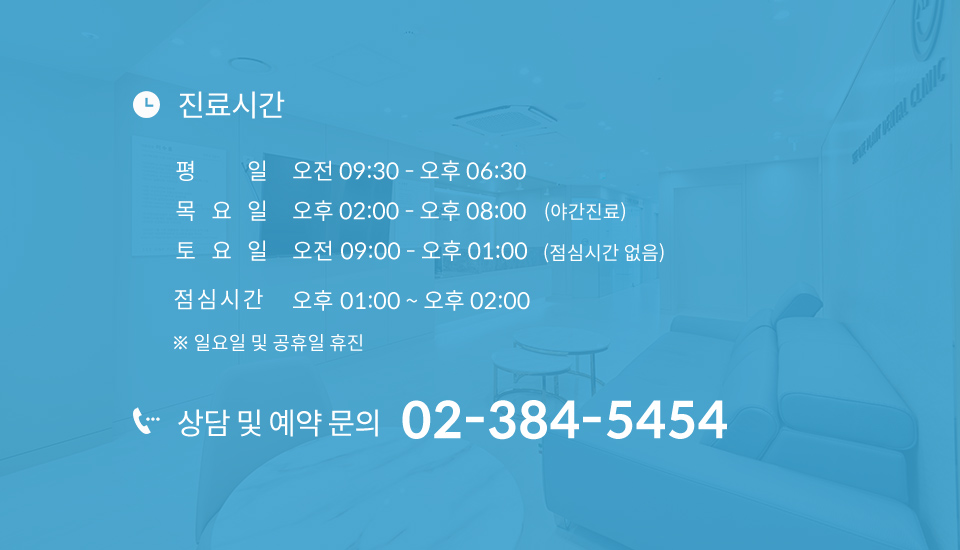 진료시간
평 일 오전 09:30 - 오후 06:30
목 요 일 오후 02:00 - 오후 08:00 (야간진료)
토 요 일 오전 09:00 - 오후 01:00 (점심시간 없음)
점심시간 오후 01:00 ~ 오후 02:00
※ 일요일 및 공휴일 휴진
상담 및 예약 문의 02-384-5454
DENTAL CLINIC